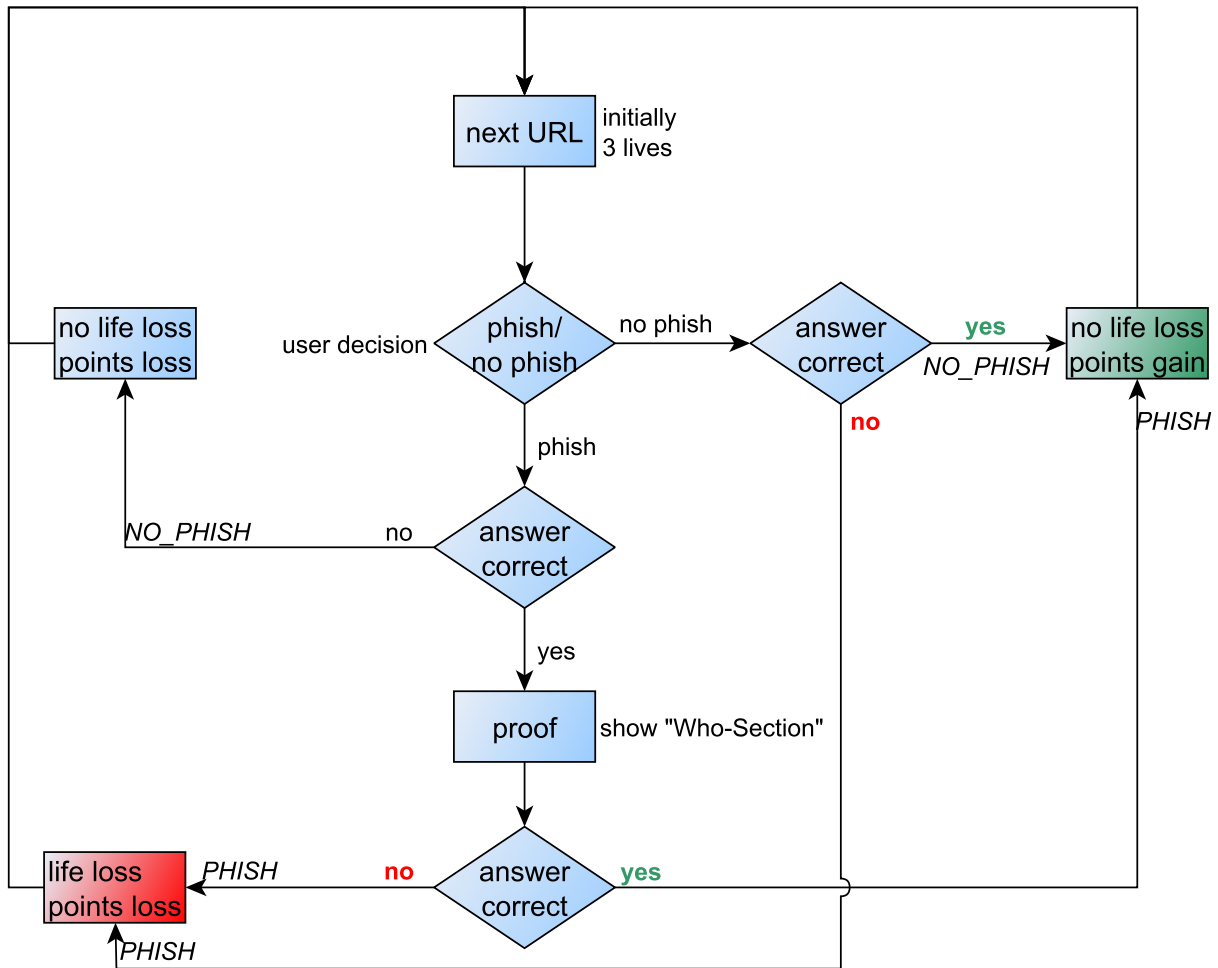 next URL
initially
3 lives
no life loss
points loss
user decision
phish/
no phish
no phish
answer
correct
yes
NO_PHISH
no life loss
points gain
no
PHISH
phish
NO_PHISH
no
answer
correct
yes
proof
show "Who-Section"
life loss
points loss
PHISH
no
answer
correct
yes
PHISH